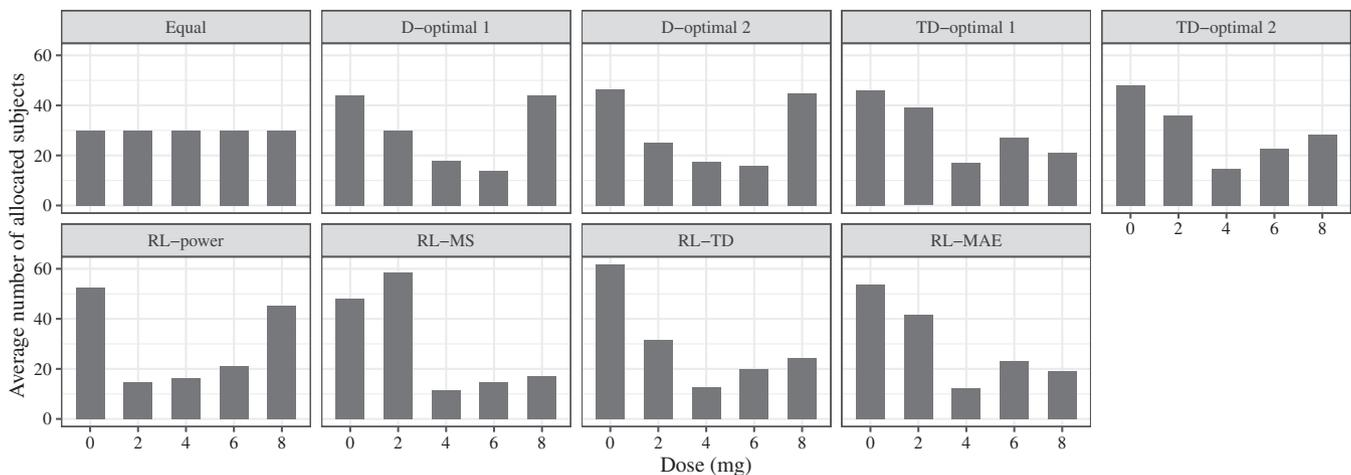 Equal
D−optimal 1
D−optimal 2
TD−optimal 1
TD−optimal 2
60
40
20
0
0 2 4 6 8
RL−power
RL−MS
RL−TD
RL−MAE
60
40
20
0
0 2 4 6 8
0 2 4 6 8
0 2 4 6 8
0 2 4 6 8
Average number of allocated subjects
Dose (mg)